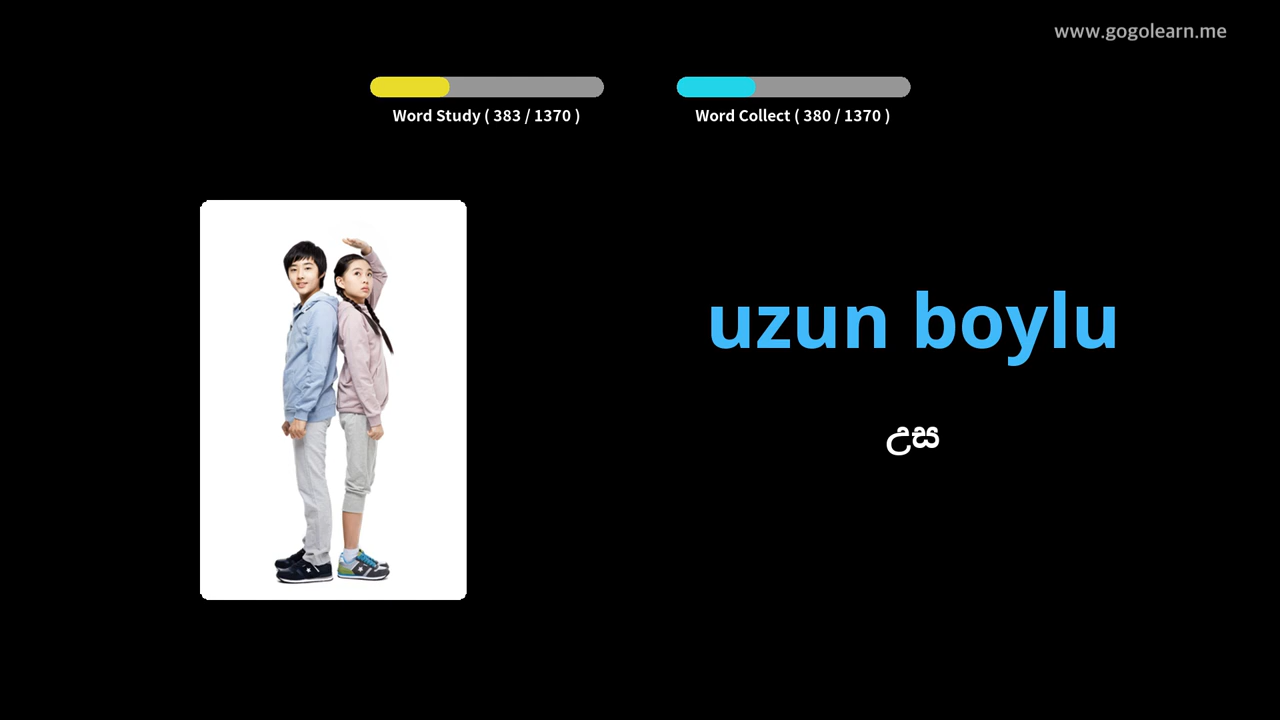 www.gogolearn.me
Word Study ( 383 / 1370 )
Word Collect ( 380 / 1370 )
uzun boylu
උස